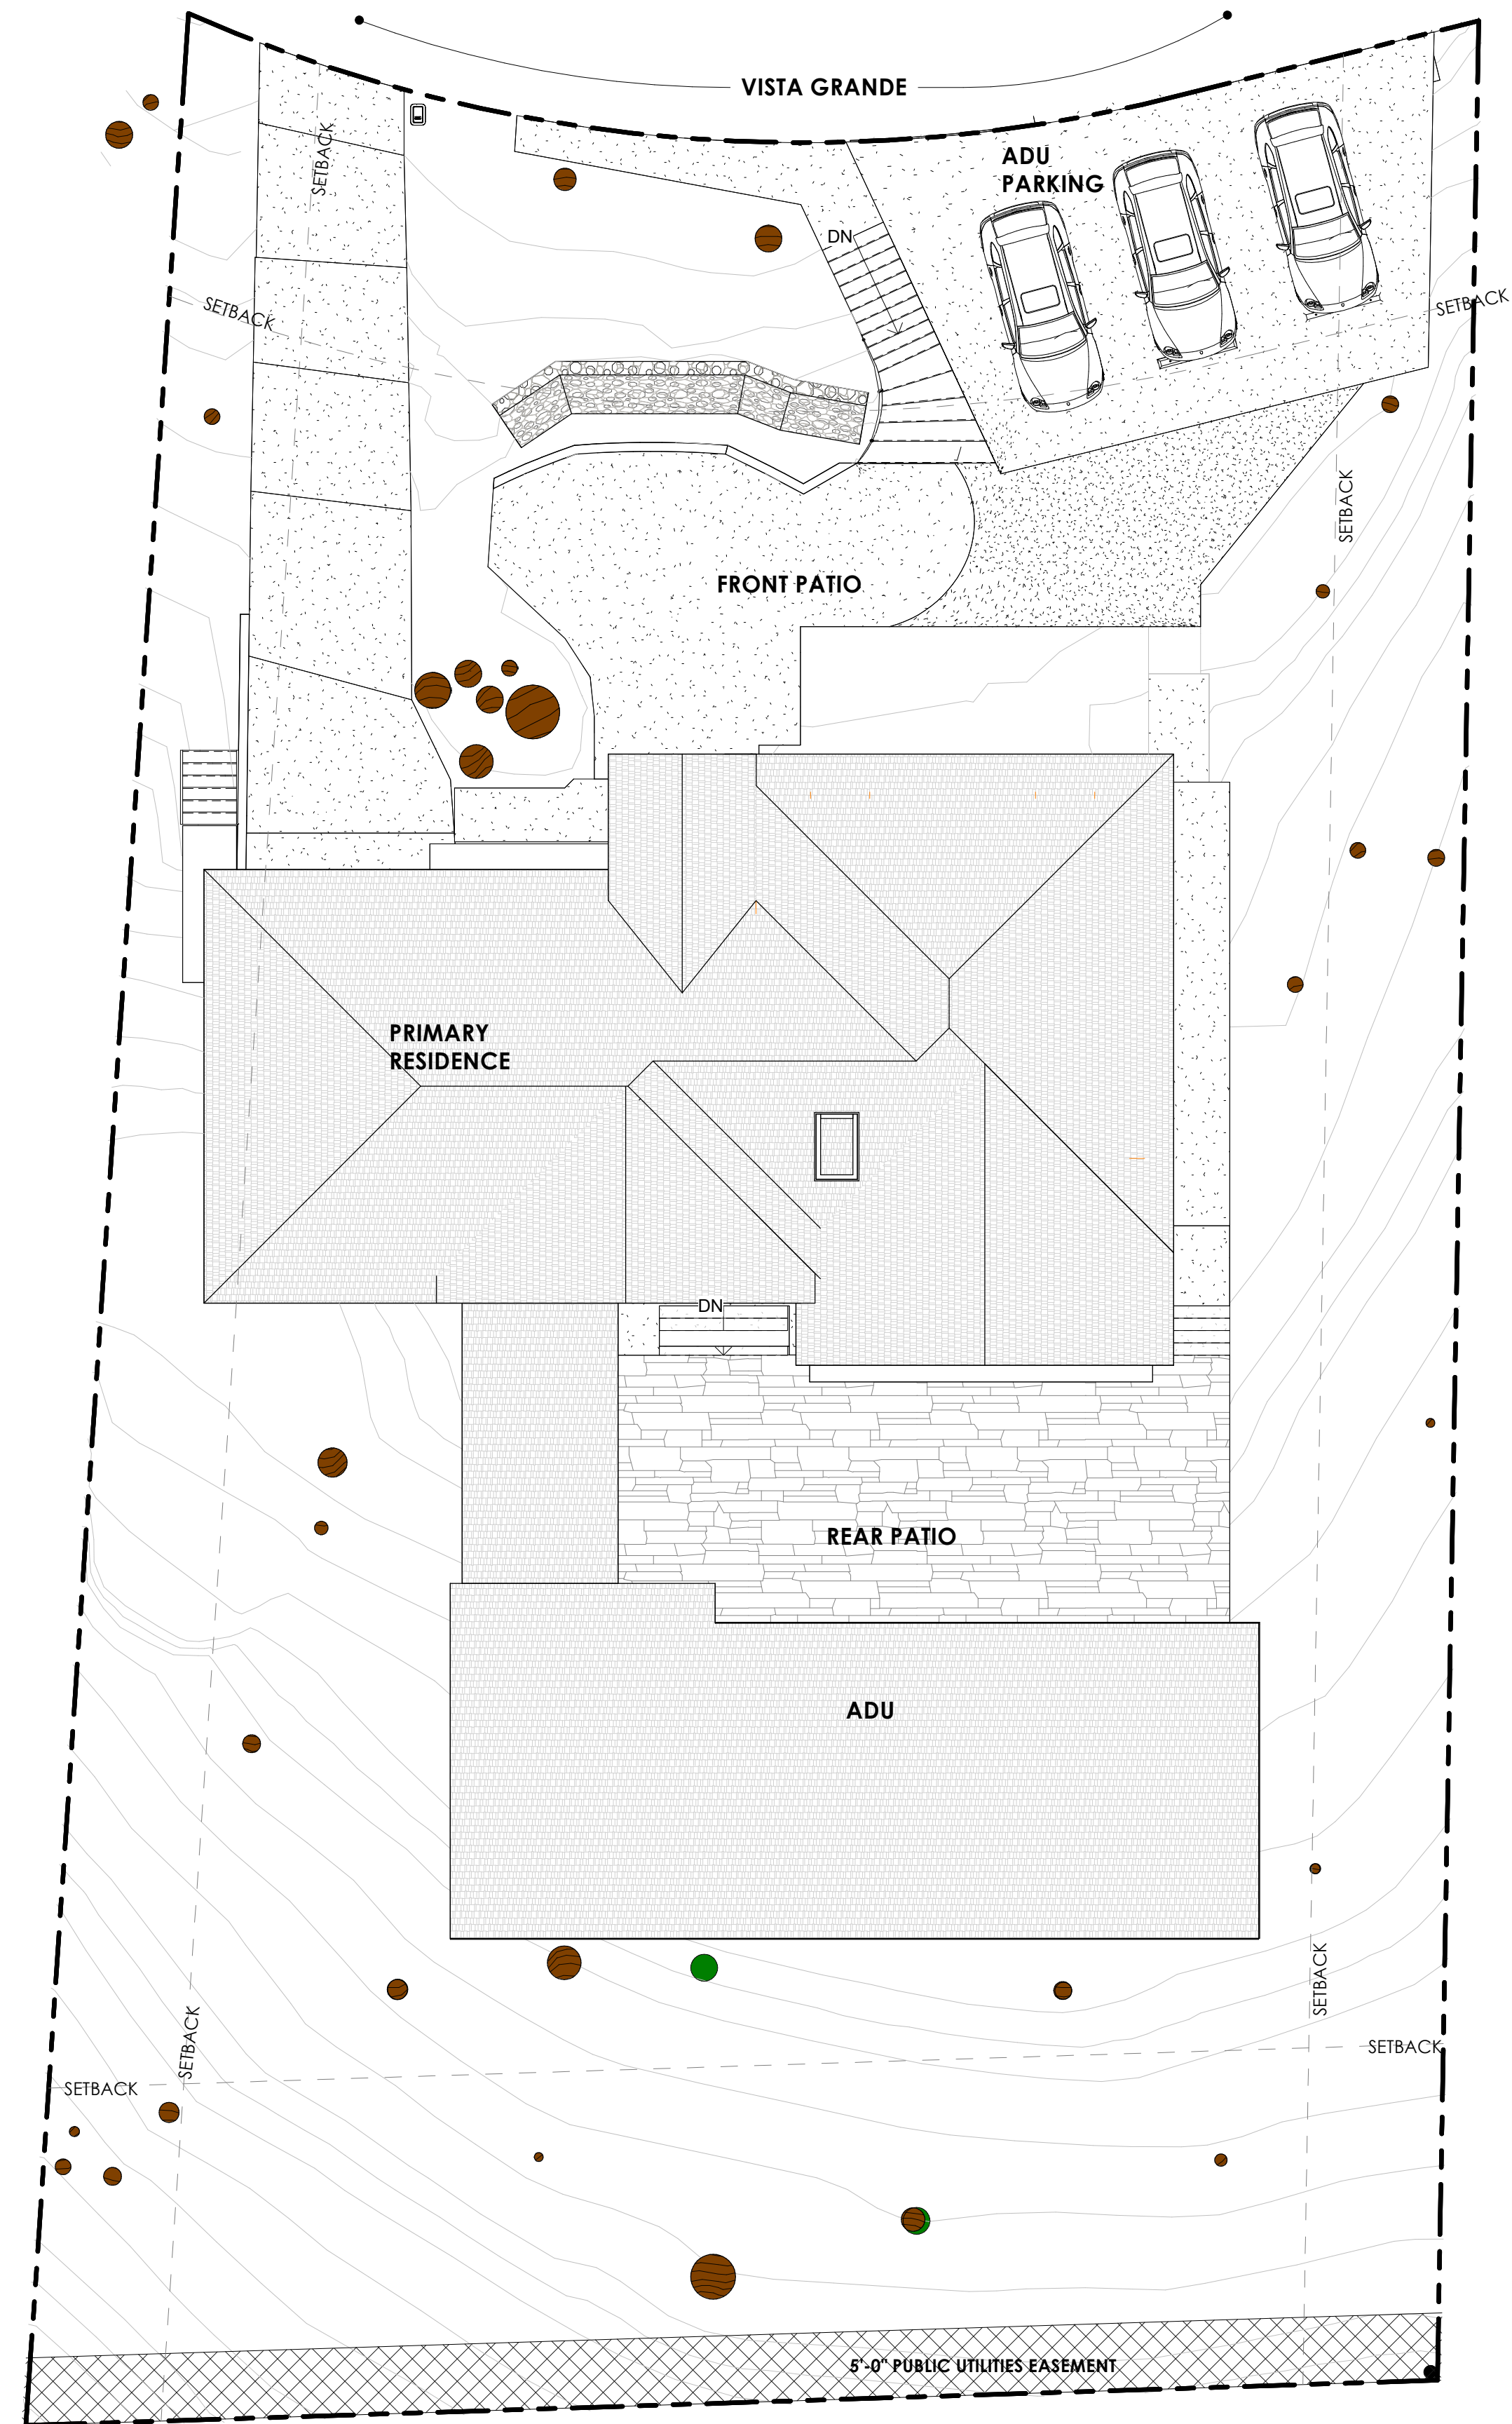 VISTA GRANDE
SETBACK
ADU
PARKING
DN
SETBACK
SETBACK
SETBACK
FRONT PATIO
PRIMARY
RESIDENCE
DN
REAR PATIO
ADU
SETBACK
SETBACK
SETBACK
SETBACK
5'-0" PUBLIC UTILITIES EASEMENT